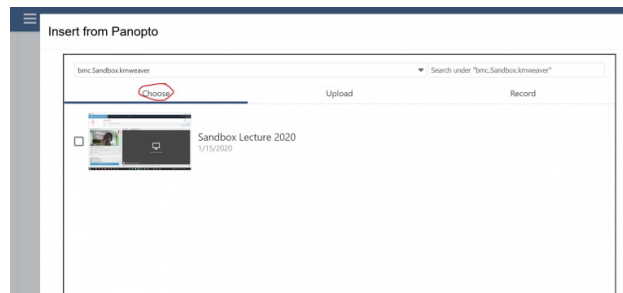 Insert from Panopto
bmc.Sandbox.kmweaver
Search under "bmc.Sandbox.kmweaver"
Choose
Upload
Record
Sandbox Lecture 2020
1/15/2020